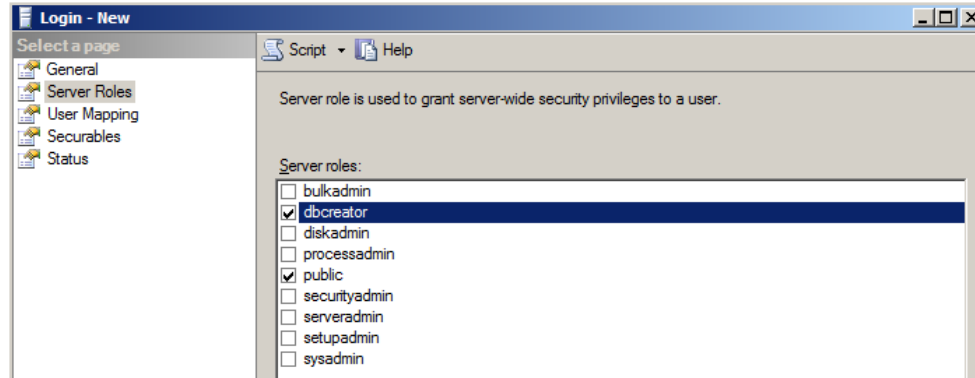 Login - New
Select a page
General
Server Roles
User Mapping
Securables
Status
Script
Help
Server role is used to grant server-wide security privileges to a user.
Server roles:
bulkadmin
dbcreator
diskadmin
processadmin
public
securityadmin
serveradmin
setupadmin
sysadmin